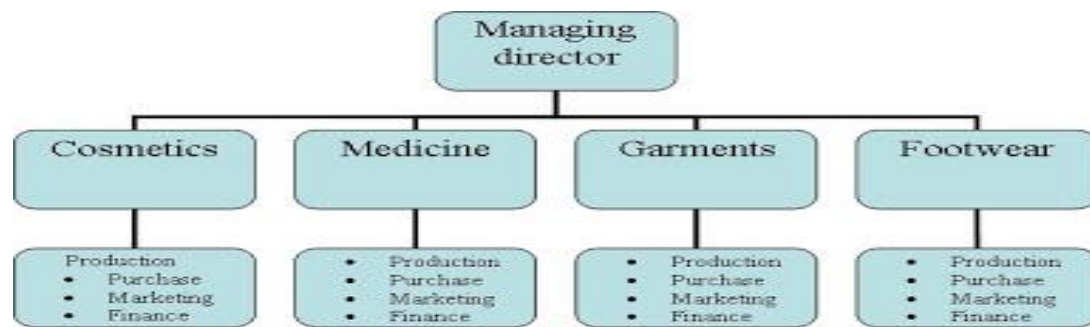 Managing
director
Cosmetics
Medicine
Garments
Footwear
Production
• Purchase
• Marketing
• Finance
• Production
• Purchase
• Marketing
• Finance
• Production
• Purchase
• Marketing
• Finance
• Production
• Purchase
• Marketing
• Finance